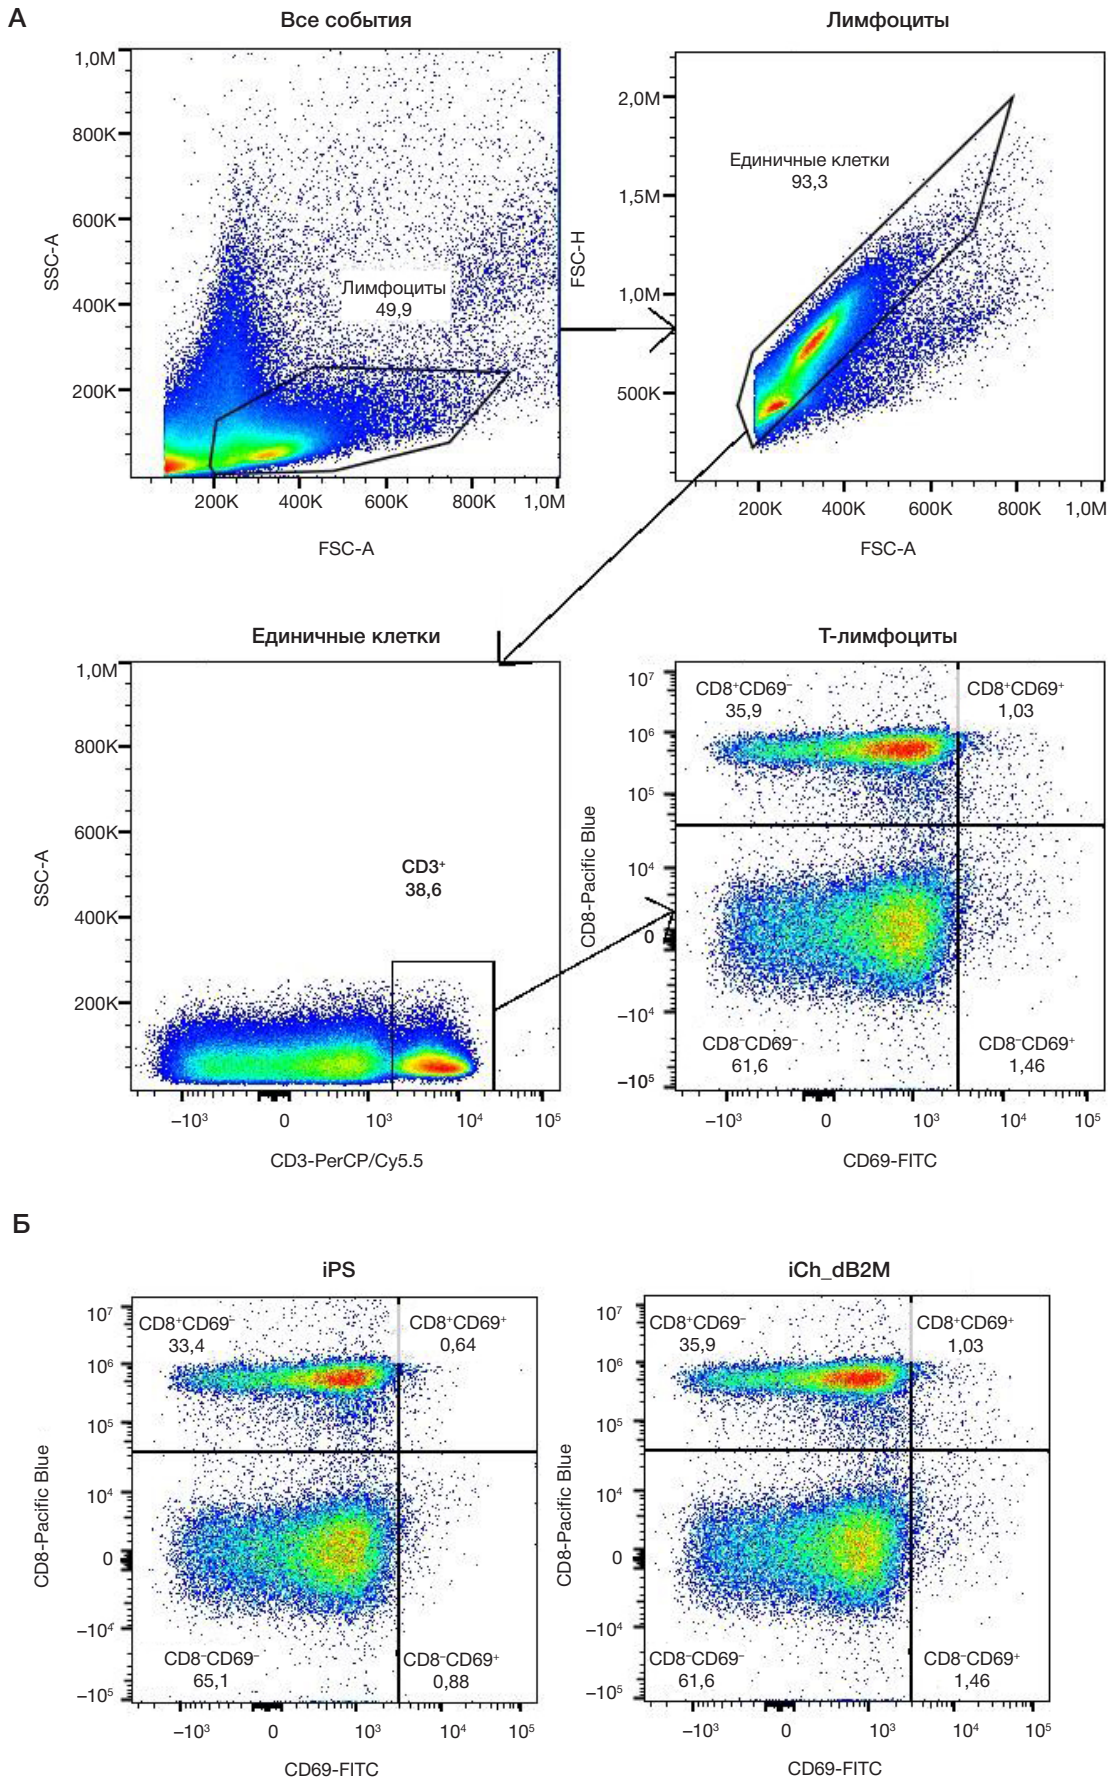 А
Все события
Лимфоциты
1,0M
800K
600K
400K
200K
SSC-A
Лимфоциты
49,9
200K 400K 600K 800K 1,0M
FSC-A
2,0M
1,5M
1,0M
500K
FSC-H
Единичные клетки
93,3
200K 400K 600K 800K 1,0M
FSC-A
Единичные клетки
Т-лимфоциты
1,0M
800K
600K
400K
200K
SSC-A
CD3⁺
38,6
–10³ 0 10³ 10⁴ 10⁵
CD3-PerCP/Cy5.5
10⁷
10⁶
10⁵
10⁴
0
–10⁴
–10⁵
CD8-Pacific Blue
CD8⁺CD69⁻
35,9
CD8⁺CD69⁺
1,03
CD8⁻CD69⁻
61,6
CD8⁻CD69⁺
1,46
–10³ 0 10³ 10⁴ 10⁵
CD69-FITC
Б
iPS
iCh_dB2M
10⁷
10⁶
10⁵
10⁴
0
–10⁴
–10⁵
CD8-Pacific Blue
CD8⁺CD69⁻
33,4
CD8⁺CD69⁺
0,64
CD8⁻CD69⁻
65,1
CD8⁻CD69⁺
0,88
–10³ 0 10³ 10⁴ 10⁵
CD69-FITC
10⁷
10⁶
10⁵
10⁴
0
–10⁴
–10⁵
CD8-Pacific Blue
CD8⁺CD69⁻
35,9
CD8⁺CD69⁺
1,03
CD8⁻CD69⁻
61,6
CD8⁻CD69⁺
1,46
–10³ 0 10³ 10⁴ 10⁵
CD69-FITC